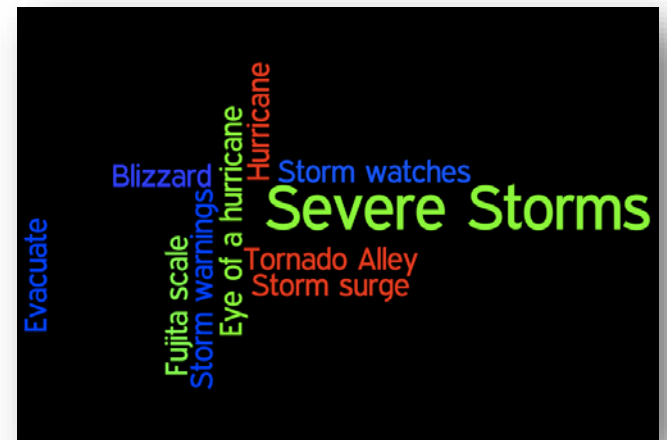 Hurricane
Blizzard
Storm watches
Severe Storms
Eye of a hurricane
Storm warnings
Fujita scale
Evacuate
Tornado Alley
Storm surge